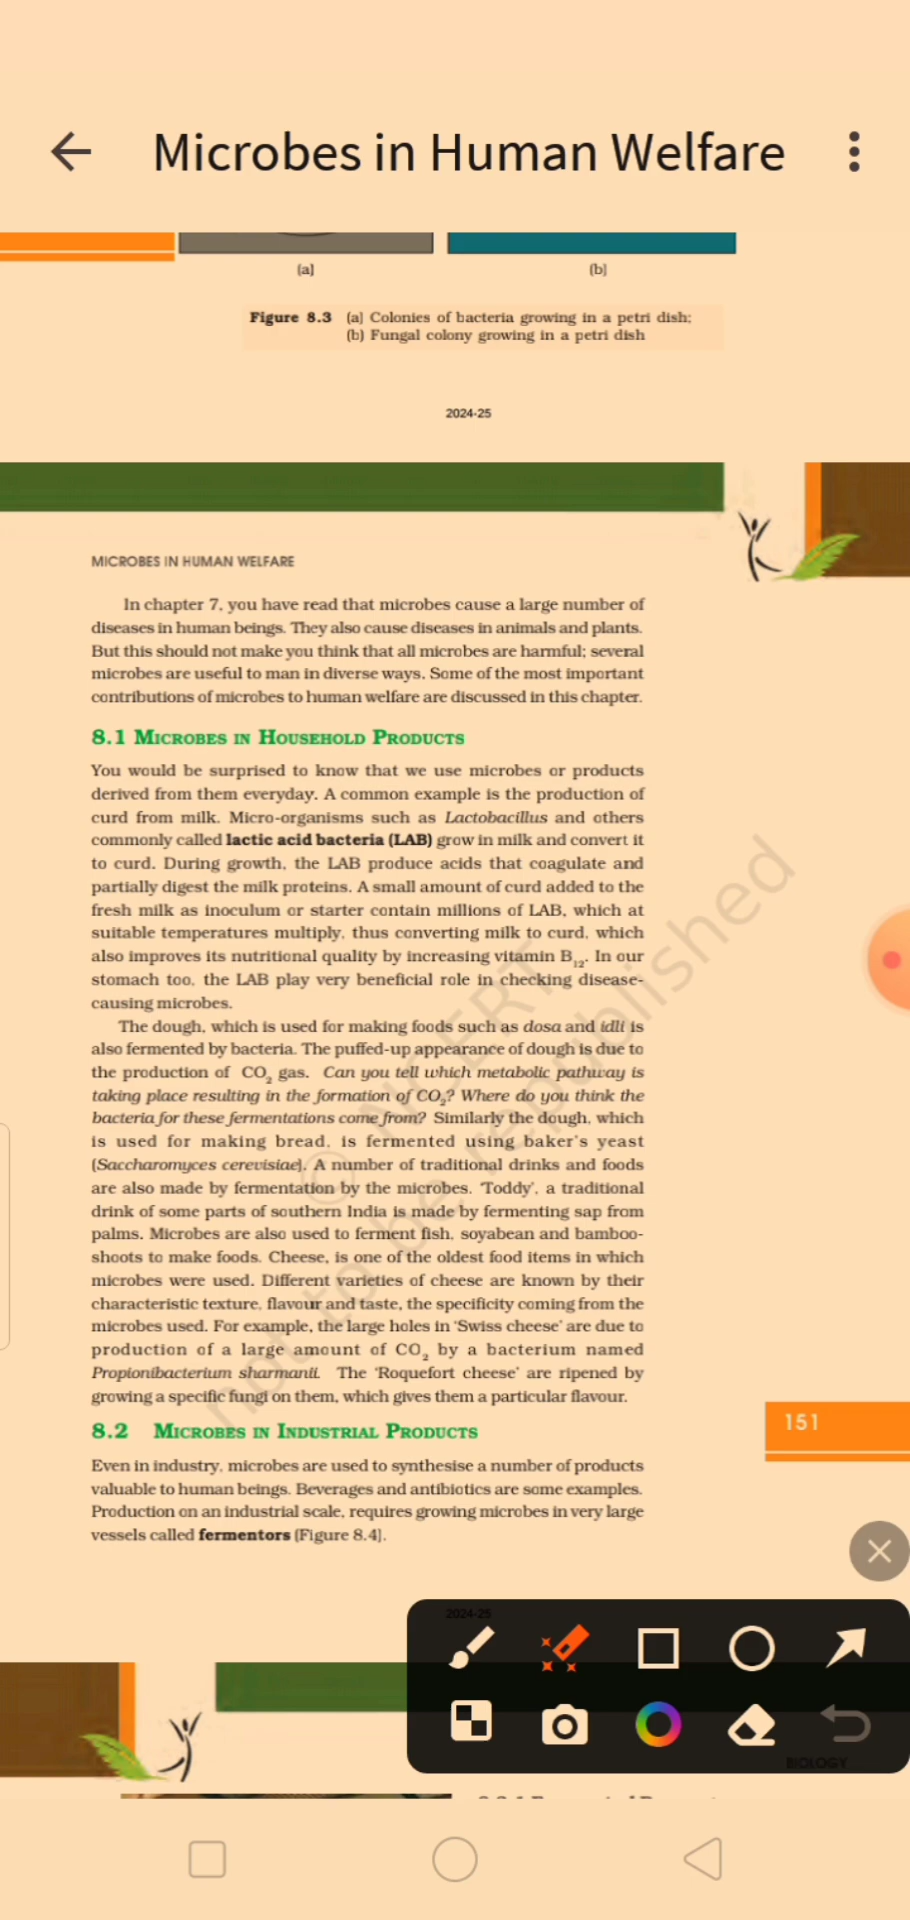 Microbes in Human Welfare
(a) (b)
Figure 8.3 (a) Colonies of bacteria growing in a petri dish;
(b) Fungal colony growing in a petri dish
2024-25
MICROBES IN HUMAN WELFARE
In chapter 7, you have read that microbes cause a large number of
diseases in human beings. They also cause diseases in animals and plants.
But this should not make you think that all microbes are harmful; several
microbes are useful to man in diverse ways. Some of the most important
contributions of microbes to human welfare are discussed in this chapter.
8.1 MICROBES IN HOUSEHOLD PRODUCTS
You would be surprised to know that we use microbes or products
derived from them everyday. A common example is the production of
curd from milk. Micro-organisms such as Lactobacillus and others
commonly called lactic acid bacteria (LAB) grow in milk and convert it
to curd. During growth, the LAB produce acids that coagulate and
partially digest the milk proteins. A small amount of curd added to the
fresh milk as inoculum or starter contain millions of LAB, which at
suitable temperatures multiply, thus converting milk to curd, which
also improves its nutritional quality by increasing vitamin B₁₂. In our
stomach too, the LAB play very beneficial role in checking disease-
causing microbes.
The dough, which is used for making foods such as dosa and idli is
also fermented by bacteria. The puffed-up appearance of dough is due to
the production of CO₂ gas. Can you tell which metabolic pathway is
taking place resulting in the formation of CO₂? Where do you think the
bacteria for these fermentations come from? Similarly the dough, which
is used for making bread, is fermented using baker's yeast
(Saccharomyces cerevisiae). A number of traditional drinks and foods
are also made by fermentation by the microbes. 'Toddy', a traditional
drink of some parts of southern India is made by fermenting sap from
palms. Microbes are also used to ferment fish, soyabean and bamboo-
shoots to make foods. Cheese, is one of the oldest food items in which
microbes were used. Different varieties of cheese are known by their
characteristic texture, flavour and taste, the specificity coming from the
microbes used. For example, the large holes in 'Swiss cheese' are due to
production of a large amount of CO₂ by a bacterium named
Propionibacterium sharmanii. The 'Roquefort cheese' are ripened by
growing a specific fungi on them, which gives them a particular flavour.
151
8.2 MICROBES IN INDUSTRIAL PRODUCTS
Even in industry, microbes are used to synthesise a number of products
valuable to human beings. Beverages and antibiotics are some examples.
Production on an industrial scale, requires growing microbes in very large
vessels called fermentors (Figure 8.4).
© NCERT
not to be republished
2024-25
BIOLOGY